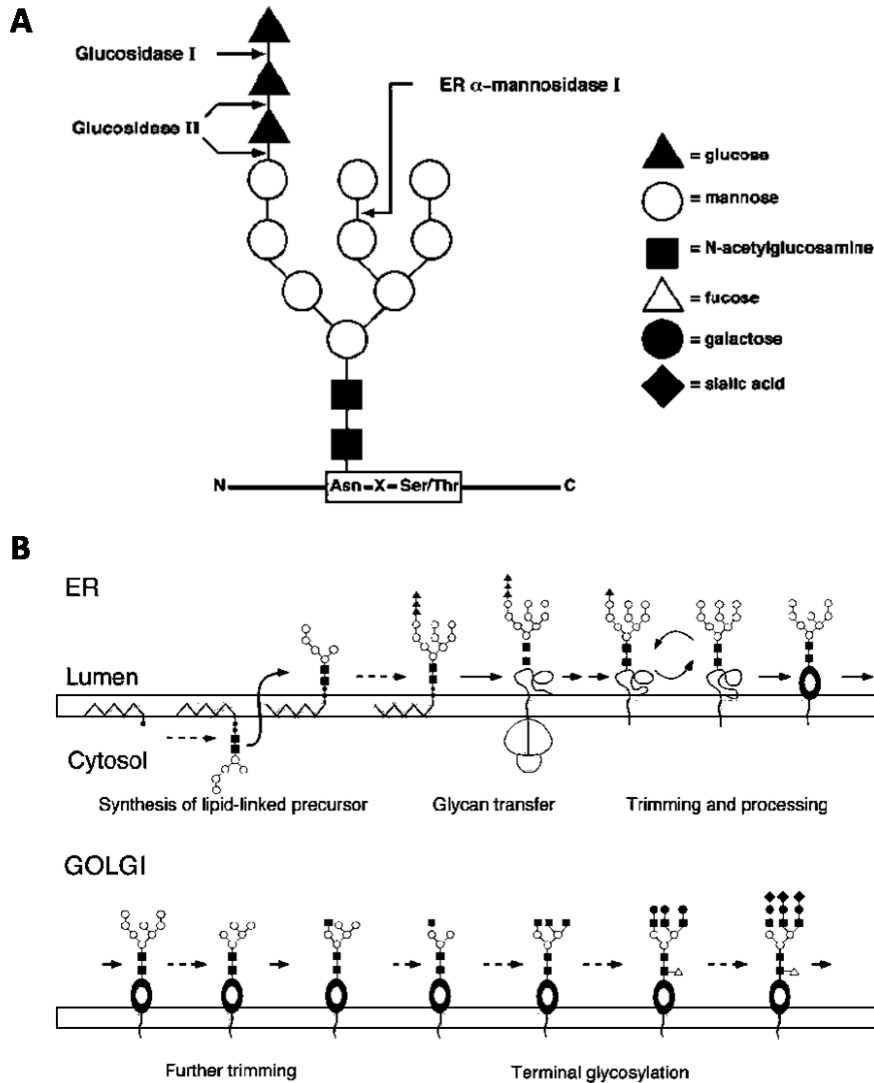 A
Glucosidase I
Glucosidase II
ER α-mannosidase I
= glucose
= mannose
= N-acetylglucosamine
= fucose
= galactose
= sialic acid
N
Asn-X-Ser/Thr
C
B
ER
Lumen
Cytosol
Synthesis of lipid-linked precursor
Glycan transfer
Trimming and processing
GOLGI
Further trimming
Terminal glycosylation